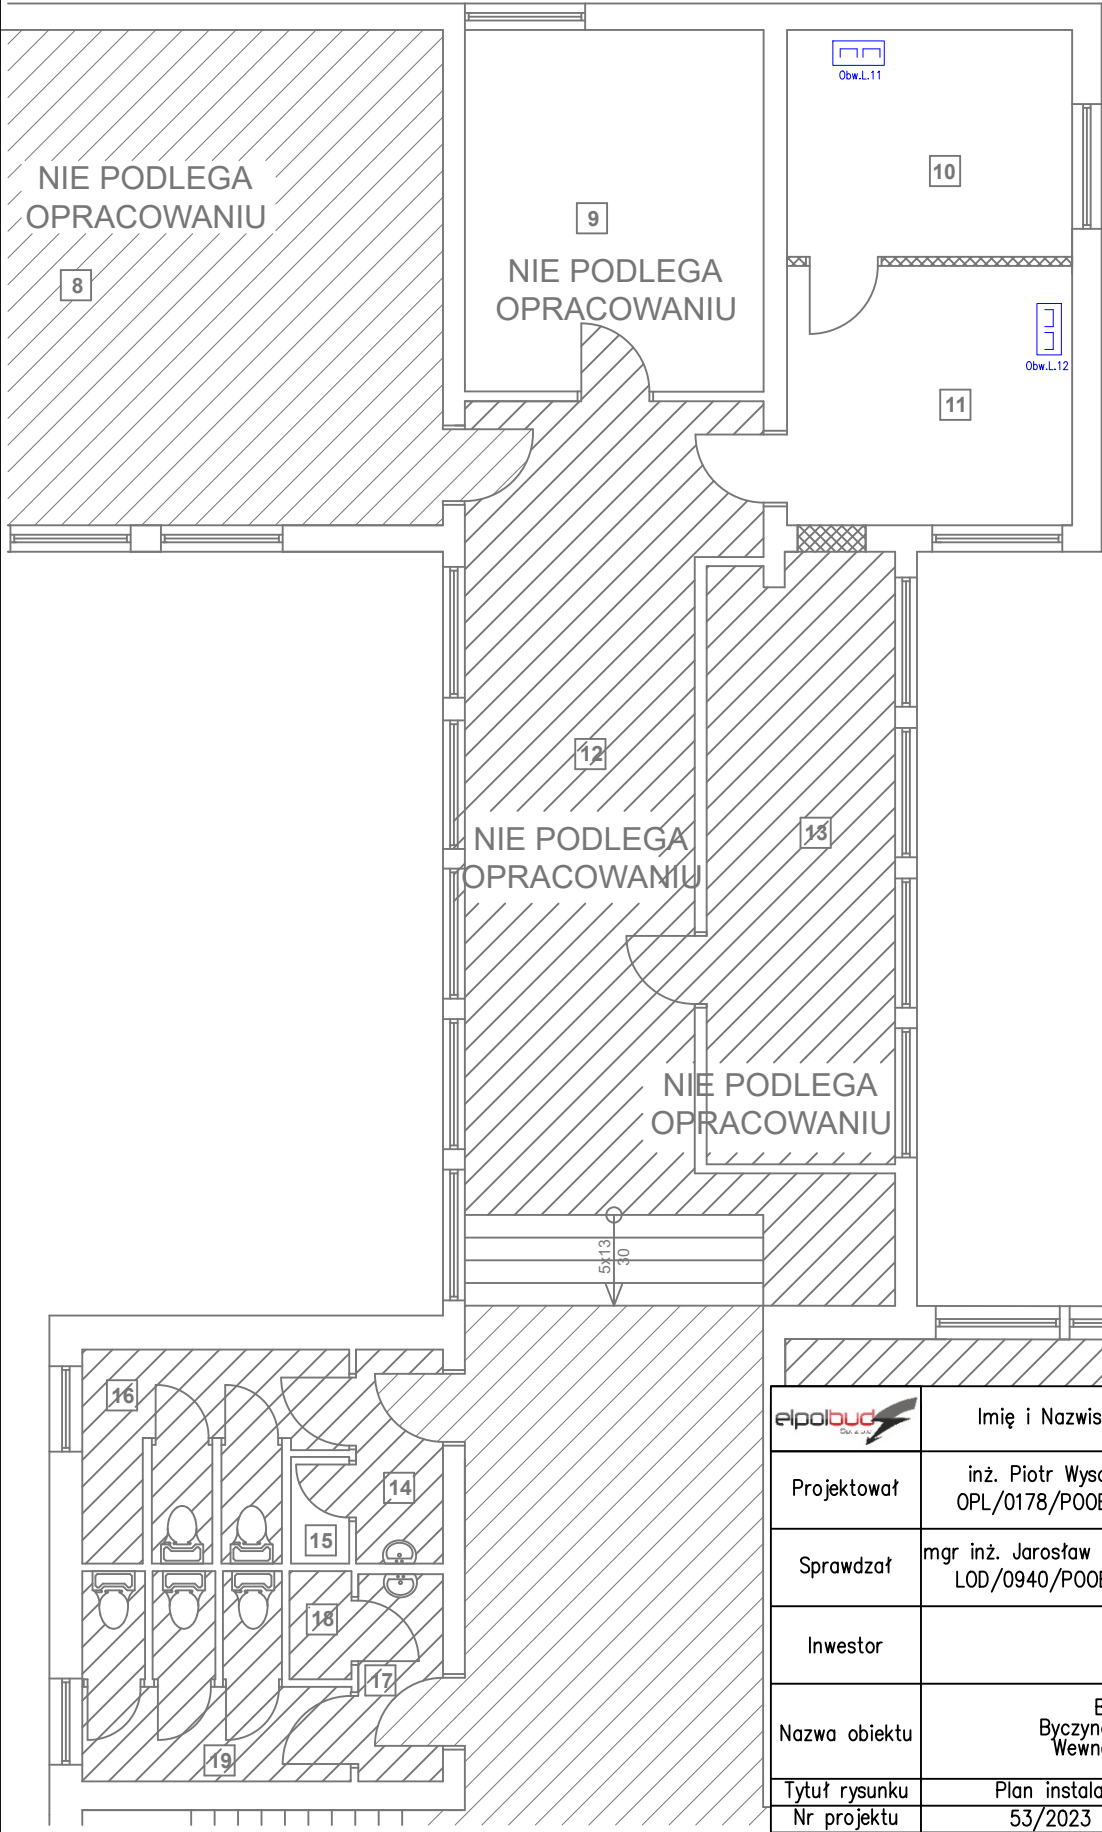 Obw.L.11
NIE PODLEGA
OPRACOWANIU
10
9
NIE PODLEGA
OPRACOWANIU
8
Obw.L.12
11
12
NIE PODLEGA
OPRACOWANIU
13
NIE PODLEGA
OPRACOWANIU
5x13
30
16
14
15
18
17
19
elpolbud
Imię i Nazwis
Projektował
inż. Piotr Wyso
OPL/0178/POOE
Sprawdzał
mgr inż. Jarosław
LOD/0940/POOE
Inwestor
Nazwa obiektu
Byczyn
Wewn
Tytuł rysunku
Plan instala
Nr projektu
53/2023